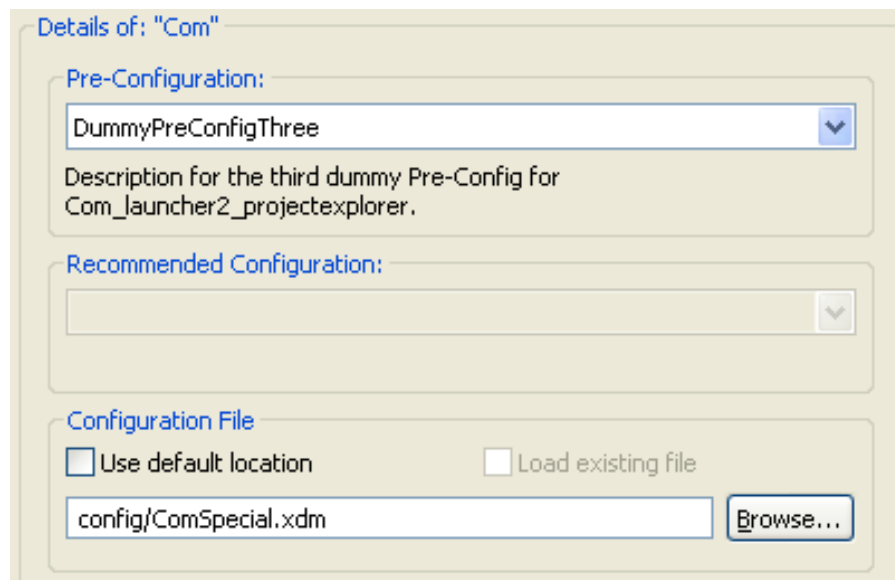 Details of: "Com"
Pre-Configuration:
DummyPreConfigThree
Description for the third dummy Pre-Config for
Com_launcher2_projectexplorer.
Recommended Configuration:
Configuration File
Use default location Load existing file
config/ComSpecial.xdm Browse...